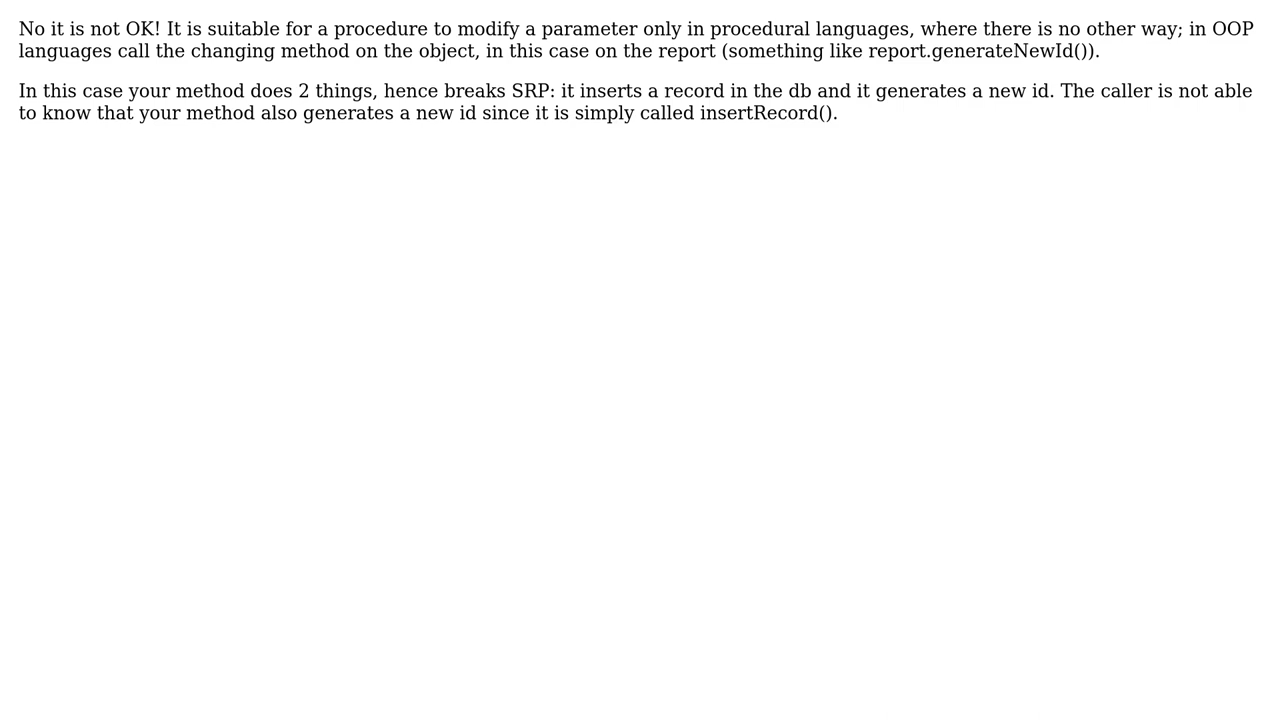 No it is not OK! It is suitable for a procedure to modify a parameter only in procedural languages, where there is no other way; in OOP
languages call the changing method on the object, in this case on the report (something like report.generateNewId()).
In this case your method does 2 things, hence breaks SRP: it inserts a record in the db and it generates a new id. The caller is not able
to know that your method also generates a new id since it is simply called insertRecord().